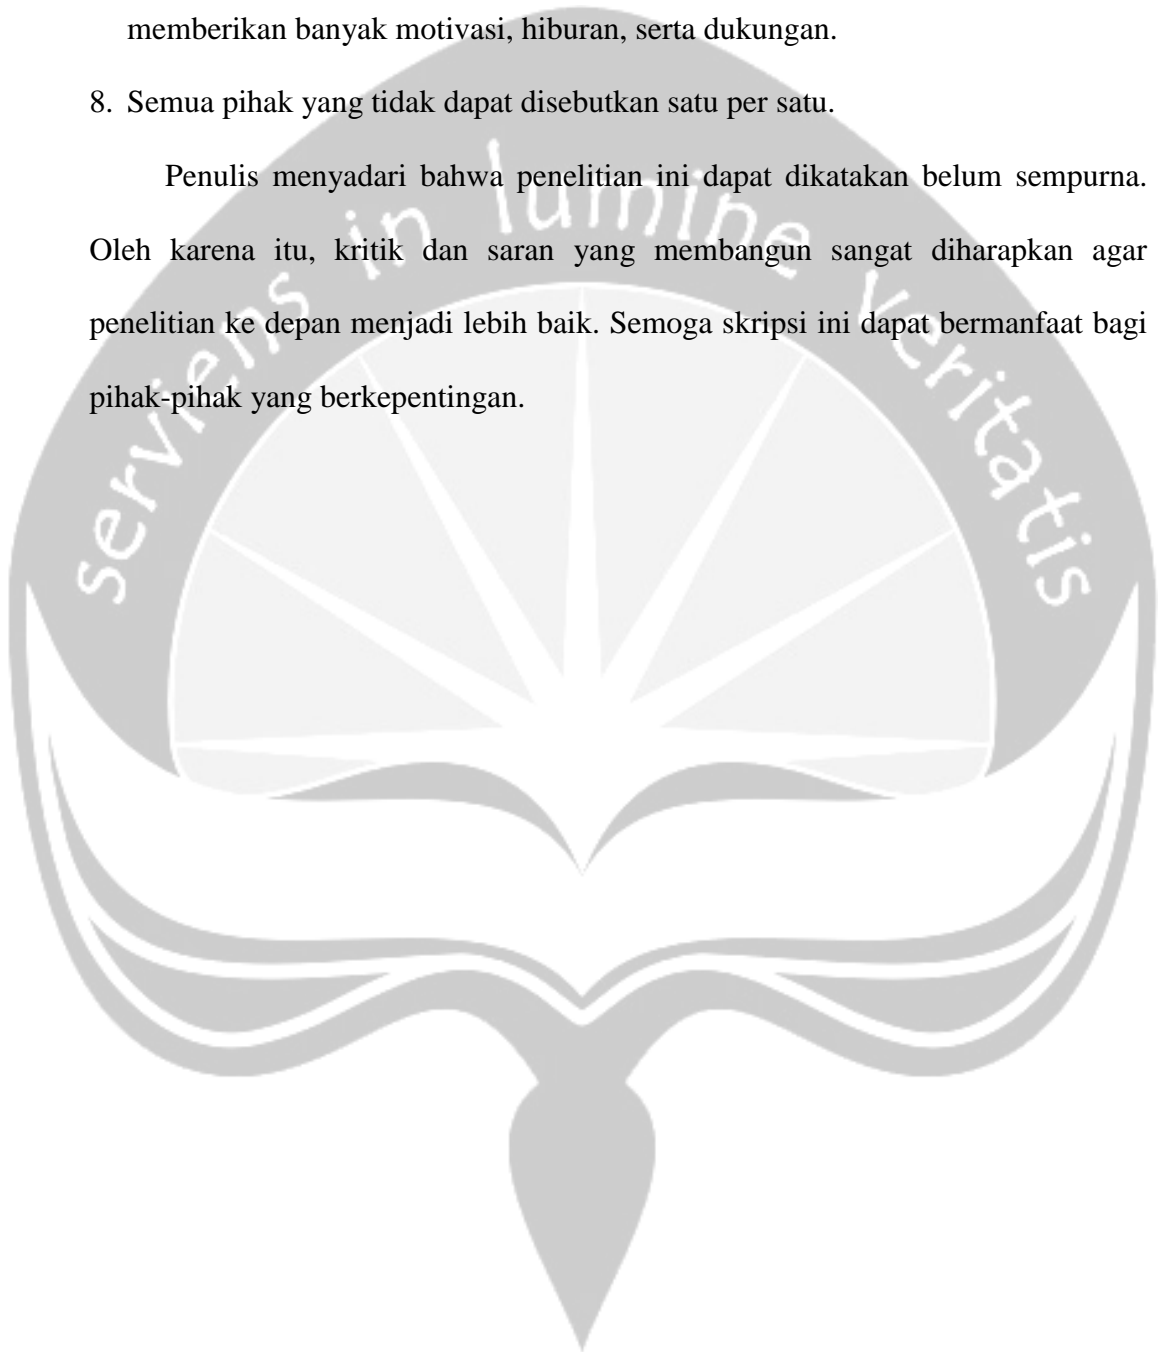 memberikan banyak motivasi, hiburan, serta dukungan.
8. Semua pihak yang tidak dapat disebutkan satu per satu.
Penulis menyadari bahwa penelitian ini dapat dikatakan belum sempurna.
Oleh karena itu, kritik dan saran yang membangun sangat diharapkan agar
penelitian ke depan menjadi lebih baik. Semoga skripsi ini dapat bermanfaat bagi
pihak-pihak yang berkepentingan.
serviens in lumine veritatis